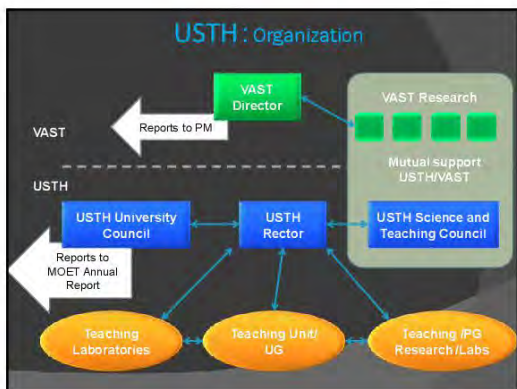 USTH : Organization
VAST
Director
VAST Research
Reports to PM
VAST
Mutual support
USTH/VAST
USTH
USTH University
Council
USTH
Rector
USTH Science and
Teaching Council
Reports to
MOET Annual
Report
Teaching
Laboratories
Teaching Unit/
UG
Teaching /PG
Research/Labs